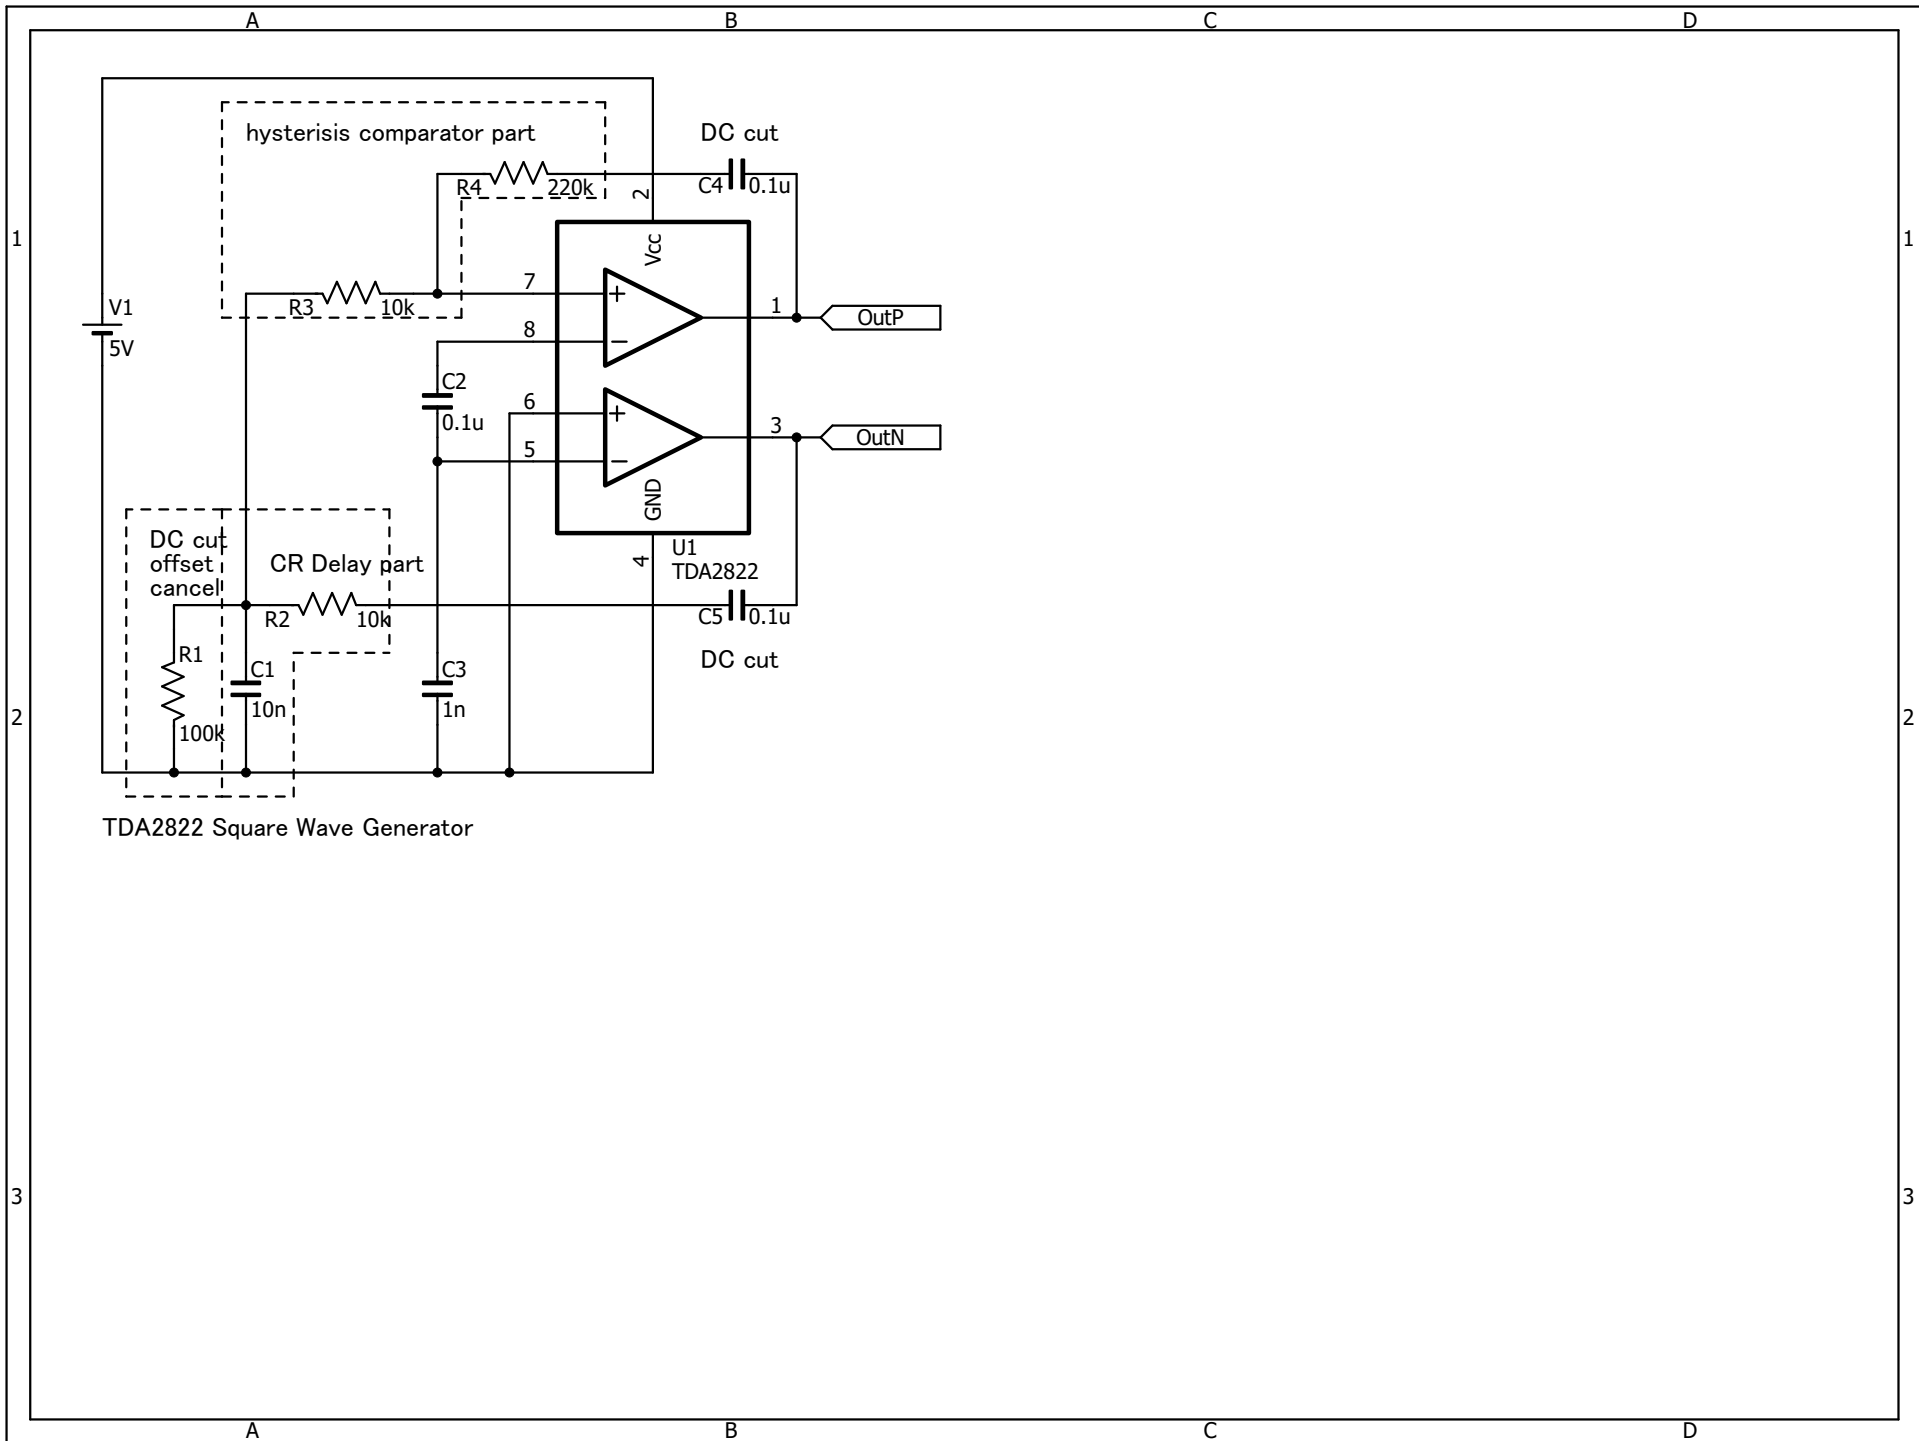 A B C D
hysterisis comparator part
DC cut
R4 220k
C4 0.1u
2
Vcc
1 1
R3 10k
7
1
OutP
V1
5V
8
C2
0.1u
6
3
OutN
5
GND
4
U1
TDA2822
DC cut
offset
cancel
CR Delay part
R2 10k
C5 0.1u
DC cut
R1
100k
C1
10n
C3
1n
2 2
TDA2822 Square Wave Generator
3 3
A B C D